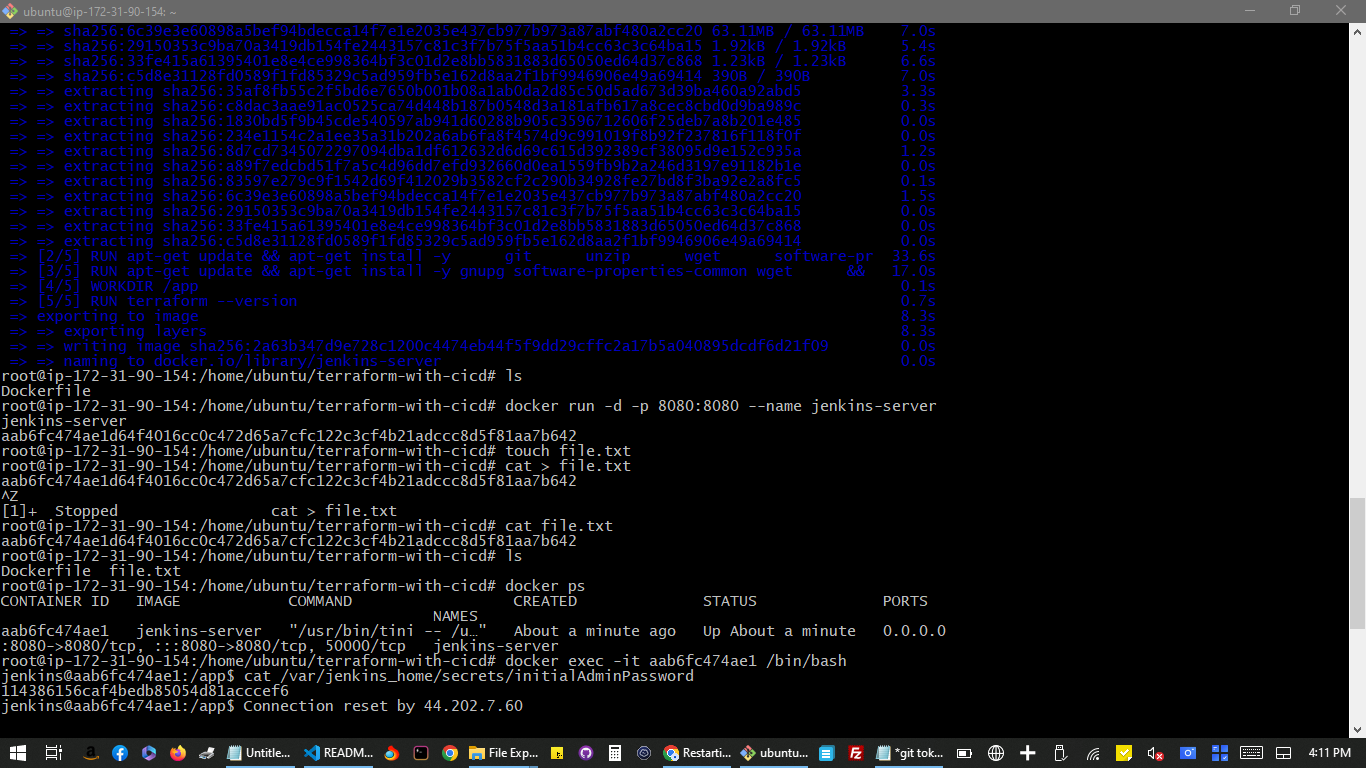 ubuntu@ip-172-31-90-154: ~
=> => sha256:6c39e3e60898a5bef94bdecca14f7e1e2035e437cb977b973a87abf480a2cc20 63.11MB / 63.11MB 7.0s
=> => sha256:29150353c9ba70a3419db154fe2443157c81c3f7b75f5aa51b4cc63c3c64ba15 1.92kB / 1.92kB 5.4s
=> => sha256:33fe415a61395401e8e4ce998364bf3c01d2e8bb5831883d65050ed64d37c868 1.23kB / 1.23kB 6.6s
=> => sha256:c5d8e31128fd0589f1fd85329c5ad959fb5e162d8aa2f1bf9946906e49a69414 390B / 390B 7.0s
=> => extracting sha256:35af8fb55c2f5bd6e7650b001b08a1ab0da2d85c50d5ad673d39ba460a92abd5 3.3s
=> => extracting sha256:c8dac3aae91ac0525ca74d448b187b0548d3a181afb617a8cec8cbd0d9ba989c 0.3s
=> => extracting sha256:1830bd5f9b45cde540597ab941d60288b905c3596712606f25deb7a8b201e485 0.0s
=> => extracting sha256:234e1154c2a1ee35a31b202a6ab6fa8f4574d9c991019f8b92f237816f118f0f 0.0s
=> => extracting sha256:8d7cd7345072297094dba1df612632d6d69c615d392389cf38095d9e152c935a 1.2s
=> => extracting sha256:a89f7edcbd51f7a5c4d96dd7efd932660d0ea1559fb9b2a246d3197e91182b1e 0.0s
=> => extracting sha256:83597e279c9f1542d69f412029b3582cf2c290b34928fe27bd8f3ba92e2a8fc5 0.1s
=> => extracting sha256:6c39e3e60898a5bef94bdecca14f7e1e2035e437cb977b973a87abf480a2cc20 1.5s
=> => extracting sha256:29150353c9ba70a3419db154fe2443157c81c3f7b75f5aa51b4cc63c3c64ba15 0.0s
=> => extracting sha256:33fe415a61395401e8e4ce998364bf3c01d2e8bb5831883d65050ed64d37c868 0.0s
=> => extracting sha256:c5d8e31128fd0589f1fd85329c5ad959fb5e162d8aa2f1bf9946906e49a69414 0.0s
=> [2/5] RUN apt-get update && apt-get install -y git unzip wget software-pr 33.6s
=> [3/5] RUN apt-get update && apt-get install -y gnupg software-properties-common wget && 17.0s
=> [4/5] WORKDIR /app 0.1s
=> [5/5] RUN terraform --version 0.7s
=> exporting to image 8.3s
=> => exporting layers 8.3s
=> => writing image sha256:2a63b347d9e728c1200c4474eb44f5f9dd29cffc2a17b5a040895dcdf6d21f09 0.0s
=> => naming to docker.io/library/jenkins-server 0.0s
root@ip-172-31-90-154:/home/ubuntu/terraform-with-cicd# ls
Dockerfile
root@ip-172-31-90-154:/home/ubuntu/terraform-with-cicd# docker run -d -p 8080:8080 --name jenkins-server
jenkins-server
aab6fc474ae1d64f4016cc0c472d65a7cfc122c3cf4b21adccc8d5f81aa7b642
root@ip-172-31-90-154:/home/ubuntu/terraform-with-cicd# touch file.txt
root@ip-172-31-90-154:/home/ubuntu/terraform-with-cicd# cat > file.txt
aab6fc474ae1d64f4016cc0c472d65a7cfc122c3cf4b21adccc8d5f81aa7b642
^Z
[1]+  Stopped                 cat > file.txt
root@ip-172-31-90-154:/home/ubuntu/terraform-with-cicd# cat file.txt
aab6fc474ae1d64f4016cc0c472d65a7cfc122c3cf4b21adccc8d5f81aa7b642
root@ip-172-31-90-154:/home/ubuntu/terraform-with-cicd# ls
Dockerfile  file.txt
root@ip-172-31-90-154:/home/ubuntu/terraform-with-cicd# docker ps
CONTAINER ID   IMAGE            COMMAND                  CREATED              STATUS              PORTS
NAMES
aab6fc474ae1   jenkins-server   "/usr/bin/tini -- /u…"   About a minute ago   Up About a minute   0.0.0.0
:8080->8080/tcp, :::8080->8080/tcp, 50000/tcp   jenkins-server
root@ip-172-31-90-154:/home/ubuntu/terraform-with-cicd# docker exec -it aab6fc474ae1 /bin/bash
jenkins@aab6fc474ae1:/app$ cat /var/jenkins_home/secrets/initialAdminPassword
114386156caf4bedb85054d81acccef6
jenkins@aab6fc474ae1:/app$ Connection reset by 44.202.7.60
Untitle... READM... File Exp... Restarti... ubuntu... *git tok... 4:11 PM